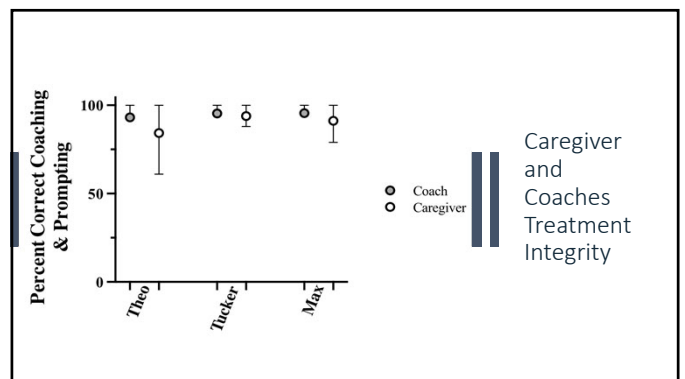 Percent Correct Coaching
& Prompting
100
50
0
Theo
Tucker
Max
Coach
Caregiver
Caregiver
and
Coaches
Treatment
Integrity